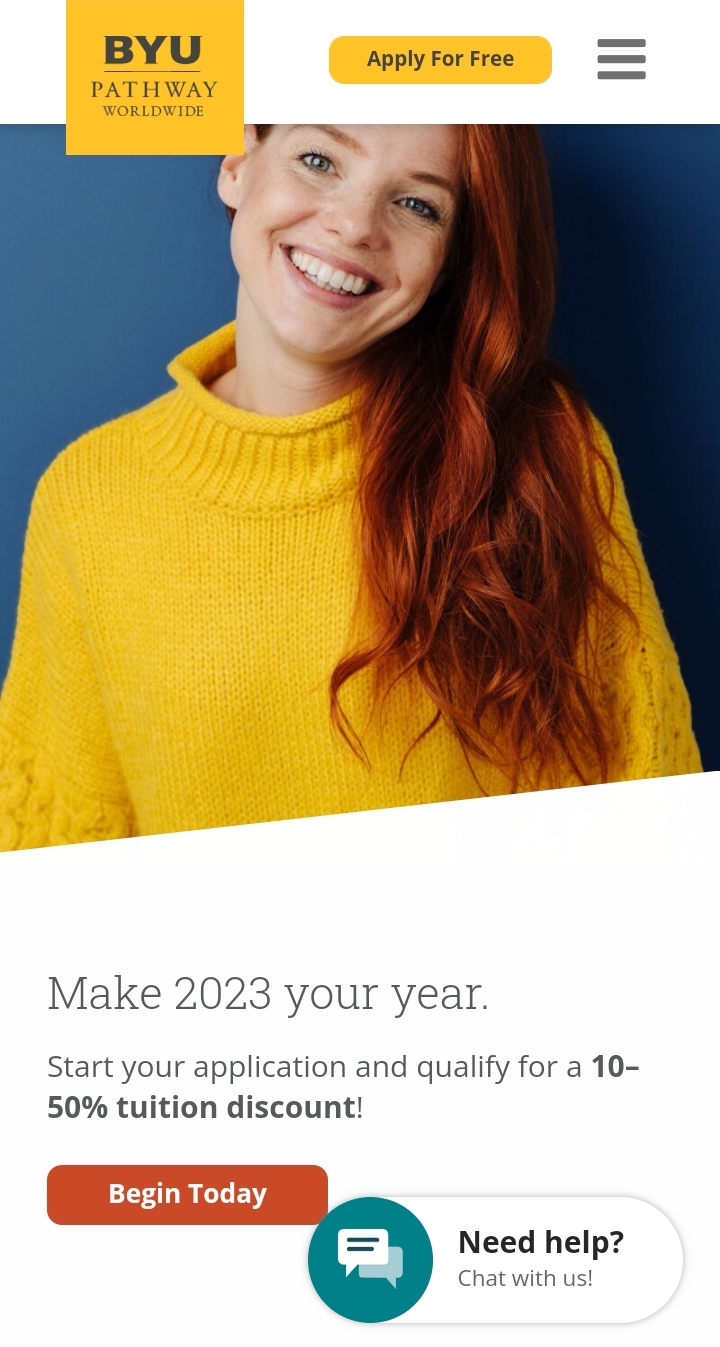 BYU
PATHWAY
WORLDWIDE
Apply For Free
Make 2023 your year.
Start your application and qualify for a 10–
50% tuition discount!
Begin Today
Need help?
Chat with us!